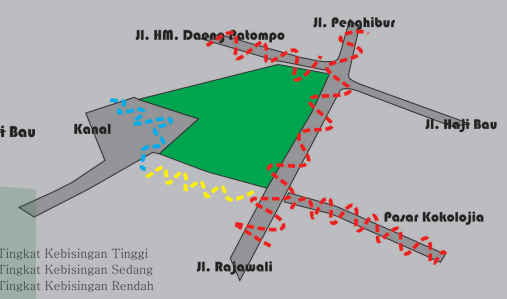 Jl. Penghibur
Jl. HM. Daeng Patompo
Jl. Haji Bau
i Bau
Kanal
Pasar Kokolojia
Jl. Rajawali
Tingkat Kebisingan Tinggi
Tingkat Kebisingan Sedang
Tingkat Kebisingan Rendah